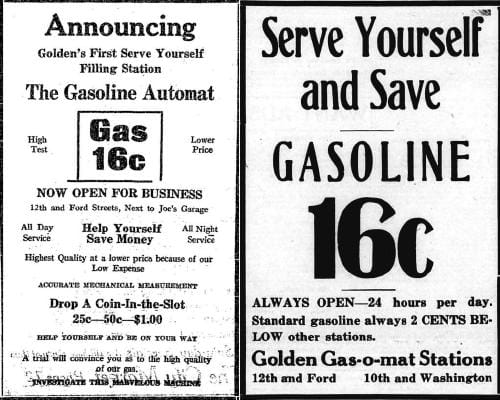 Announcing
Golden's First Serve Yourself
Filling Station
The Gasoline Automat
High
Test
Gas
16c
Lower
Price
NOW OPEN FOR BUSINESS
12th and Ford Streets, Next to Joe's Garage
All Day
Service
Help Yourself
Save Money
All Night
Service
Highest Quality at a lower price because of our
Low Expense
ACCURATE MECHANICAL MEASUREMENT
Drop A Coin-In-the-Slot
25c—50c—$1.00
HELP YOURSELF AND BE ON YOUR WAY
A trial will convince you as to the high quality
of our gas.
INVESTIGATE THIS MARVELOUS MACHINE
Serve Yourself
and Save
GASOLINE
16c
ALWAYS OPEN—24 hours per day.
Standard gasoline always 2 CENTS BE-
LOW other stations.
Golden Gas-o-mat Stations
12th and Ford 10th and Washington